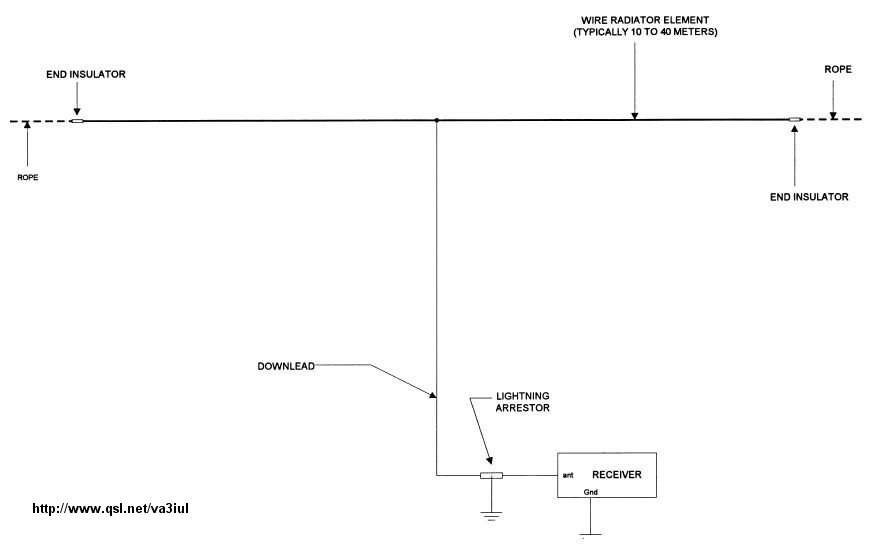 WIRE RADIATOR ELEMENT
(TYPICALLY 10 TO 40 METERS)
END INSULATOR
ROPE
ROPE
END INSULATOR
DOWNLEAD
LIGHTNING
ARRESTOR
ant RECEIVER
Gnd
http://www.qsl.net/va3iul